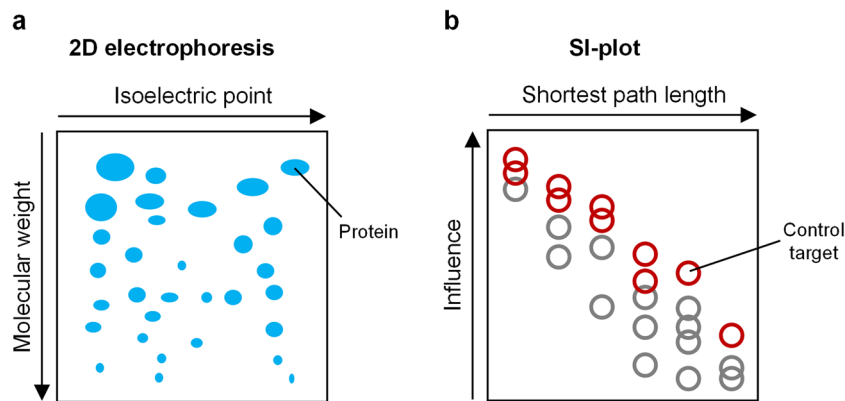 a
2D electrophoresis
Isoelectric point
Molecular weight
Protein
b
SI-plot
Shortest path length
Influence
Control
target